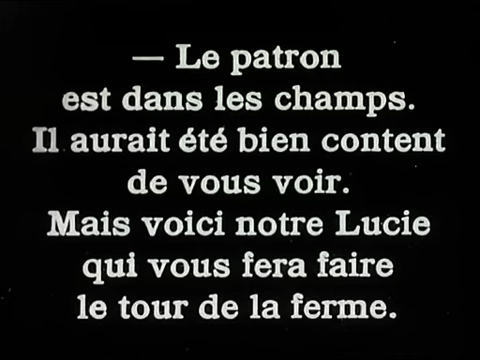 — Le patron
est dans les champs.
Il aurait été bien content
de vous voir.
Mais voici notre Lucie
qui vous fera faire
le tour de la ferme.